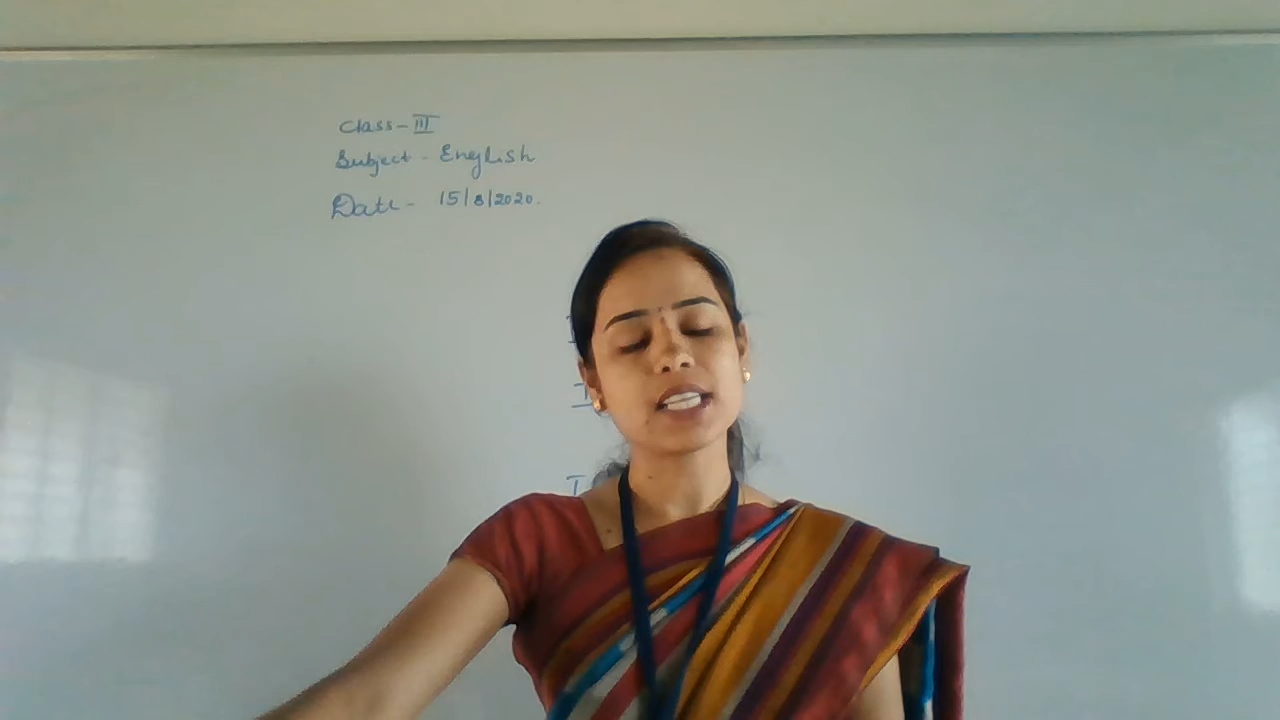 Class - III
Subject - English
Date - 15/8/2020.
I
I
I